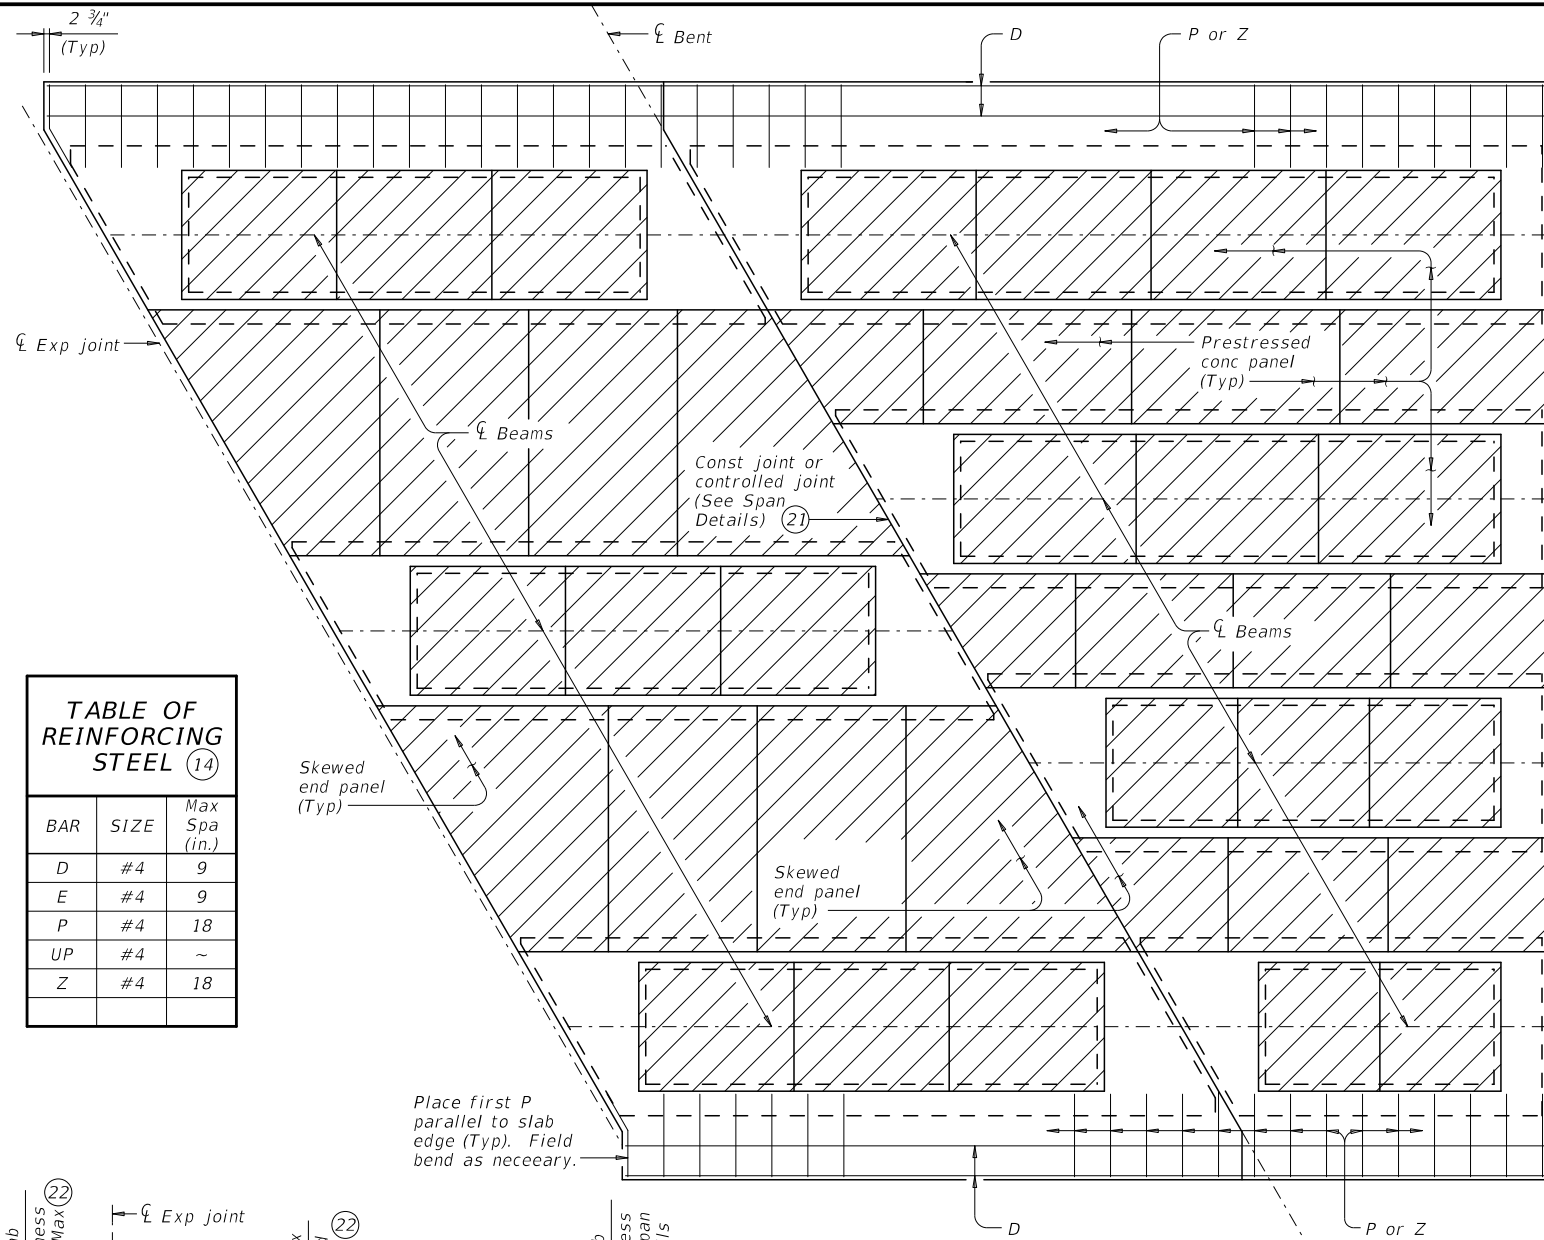 2 ¾"
(Typ)
℄ Bent
D
P or Z
℄ Exp joint
Prestressed
conc panel
(Typ)
℄ Beams
Const joint or
controlled joint
(See Span
Details) 21
℄ Beams
TABLE OF
REINFORCING
STEEL 14
BAR SIZE Max Spa (in.)
D #4 9
E #4 9
P #4 18
UP #4 ~
Z #4 18
Skewed
end panel
(Typ)
Skewed
end panel
(Typ)
Place first P
parallel to slab
edge (Typ). Field
bend as neceeary.
22
Max
℄ Exp joint
22
D
P or Z